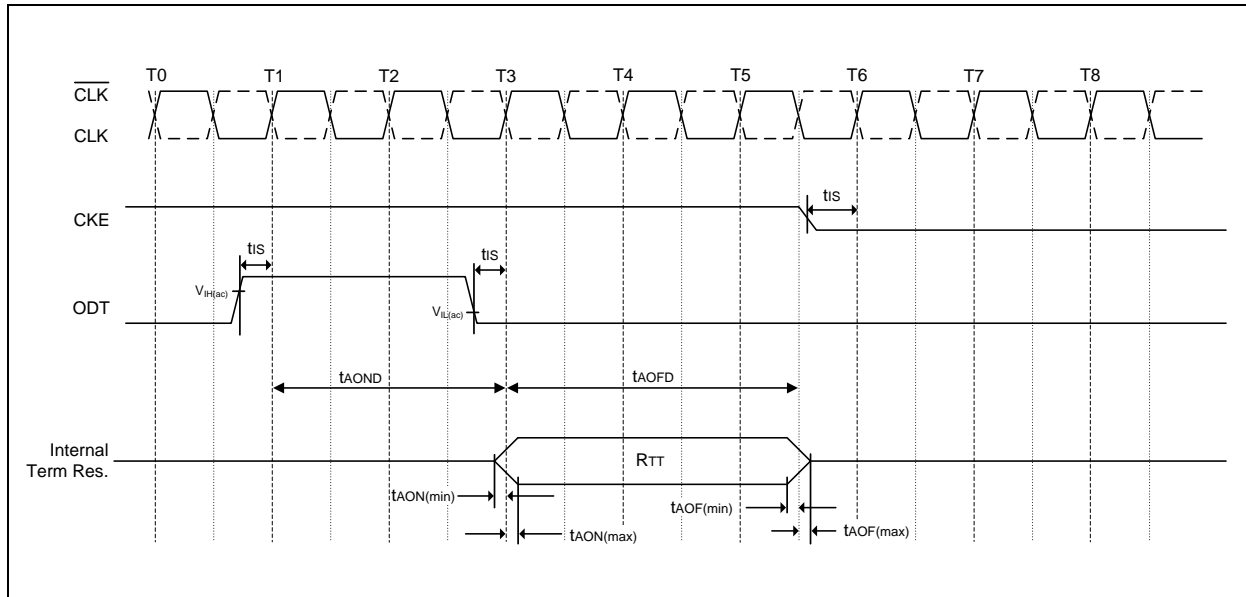 T0 T1 T2 T3 T4 T5 T6 T7 T8
CLK
CLK
CKE
tIS
tIS
tIS
VIH(ac)
VIL(ac)
ODT
tAOND
tAOFD
Internal
Term Res.
RTT
tAON(min)
tAOF(min)
tAON(max)
tAOF(max)